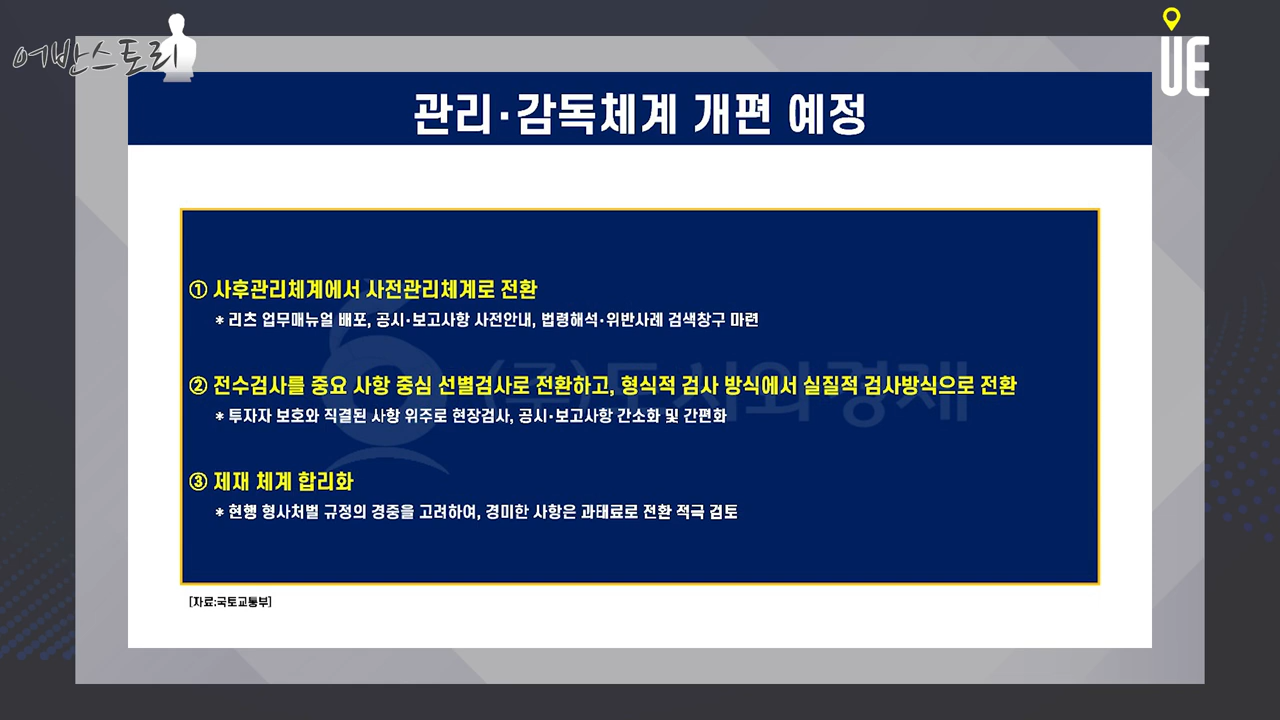 어반스토리
UE
관리·감독체계 개편 예정
① 사후관리체계에서 사전관리체계로 전환
* 리츠 업무매뉴얼 배포, 공시·보고사항 사전안내, 법령해석·위반사례 검색창구 마련
② 전수검사를 중요 사항 중심 선별검사로 전환하고, 형식적 검사 방식에서 실질적 검사방식으로 전환
* 투자자 보호와 직결된 사항 위주로 현장검사, 공시·보고사항 간소화 및 간편화
③ 제재 체계 합리화
* 현행 형사처벌 규정의 경중을 고려하여, 경미한 사항은 과태료로 전환 적극 검토
(주)도시와경제
[자료:국토교통부]